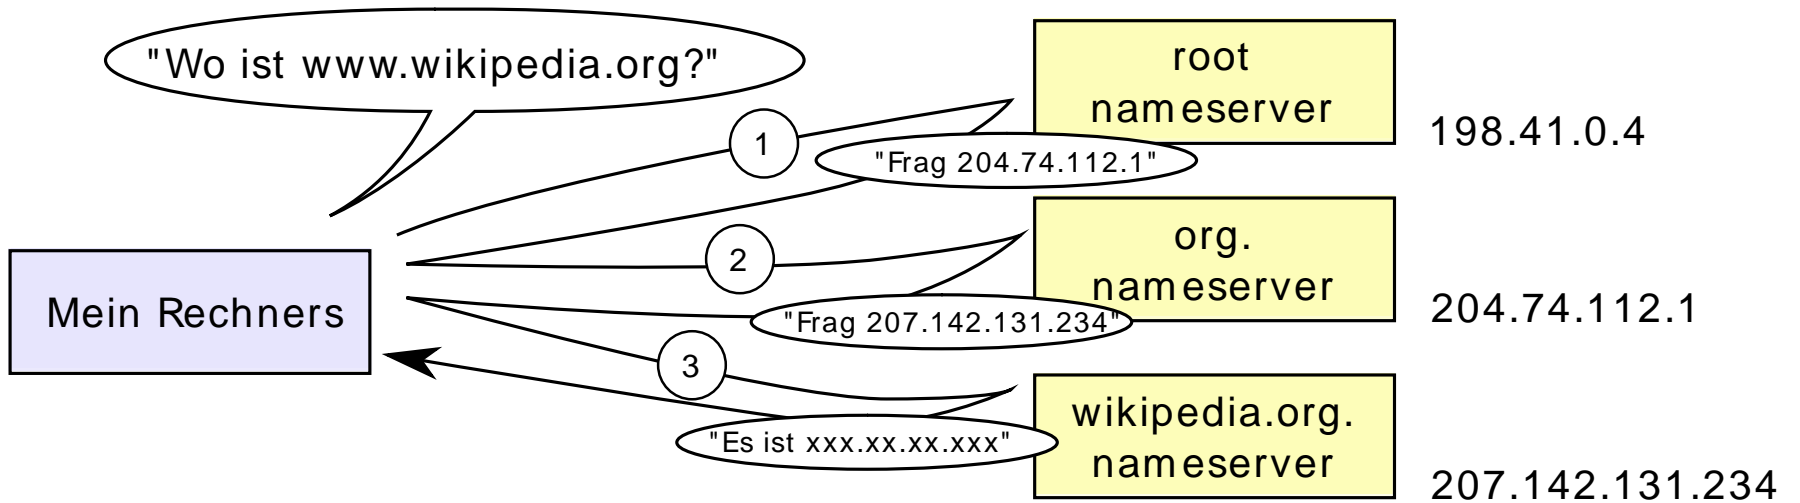 "Wo ist www.wikipedia.org?"
root
nameserver
198.41.0.4
1
"Frag 204.74.112.1"
org.
nameserver
204.74.112.1
2
"Frag 207.142.131.234"
Mein Rechners
3
wikipedia.org.
nameserver
207.142.131.234
"Es ist xxx.xx.xx.xxx"